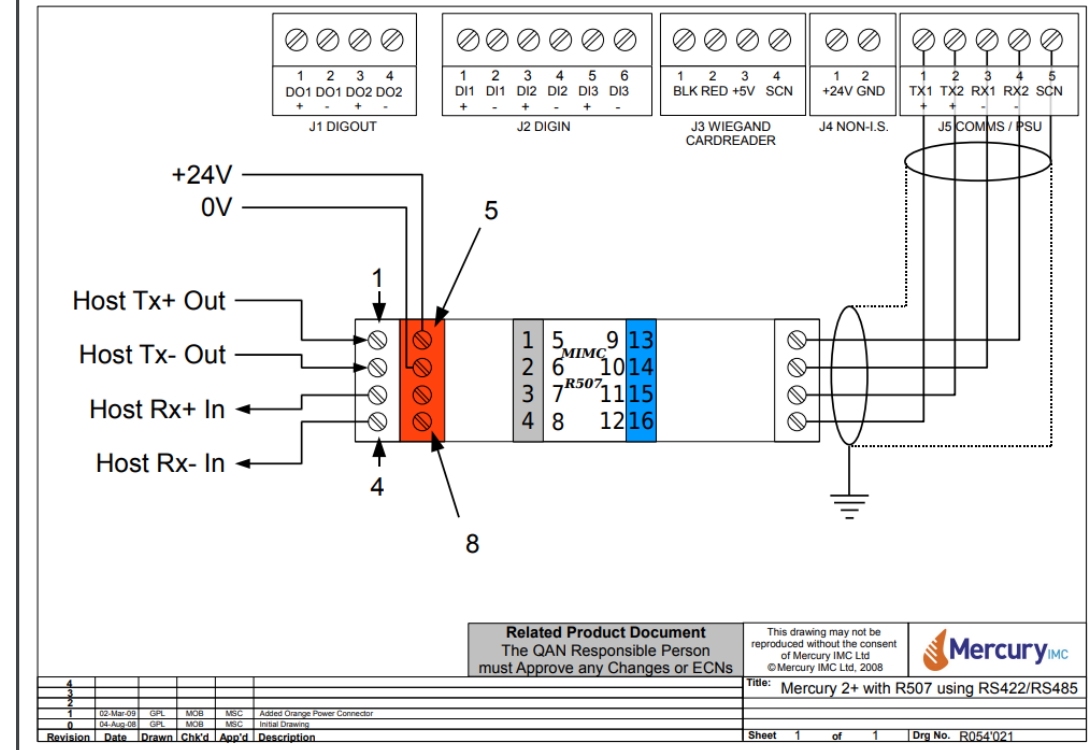 1 2 3 4
DO1 DO1 DO2 DO2
+ - + -
J1 DIGOUT
1 2 3 4 5 6
DI1 DI1 DI2 DI2 DI3 DI3
+ - + - + -
J2 DIGIN
1 2 3 4
BLK RED +5V SCN
J3 WIEGAND
CARDREADER
1 2
+24V GND
J4 NON-I.S.
1 2 3 4 5
TX1 TX2 RX1 RX2 SCN
+ + - -
J5 COMMS / PSU
+24V
0V
5
1
Host Tx+ Out
Host Tx- Out
Host Rx+ In
Host Rx- In
4
8
1 5 9 13
MIMC
2 6 10 14
R507
3 7 11 15
4 8 12 16
Related Product Document
The QAN Responsible Person
must Approve any Changes or ECNs
This drawing may not be
reproduced without the consent
of Mercury IMC Ltd
©Mercury IMC Ltd, 2008
Mercury IMC
Title: Mercury 2+ with R507 using RS422/RS485
4
3
2
1 02-Mar-09 GPL MOB MSC Added Orange Power Connector
0 04-Aug-08 GPL MOB MSC Initial Drawing
Revision Date Drawn Chk'd App'd Description
Sheet 1 of 1 Drg No. R054'021